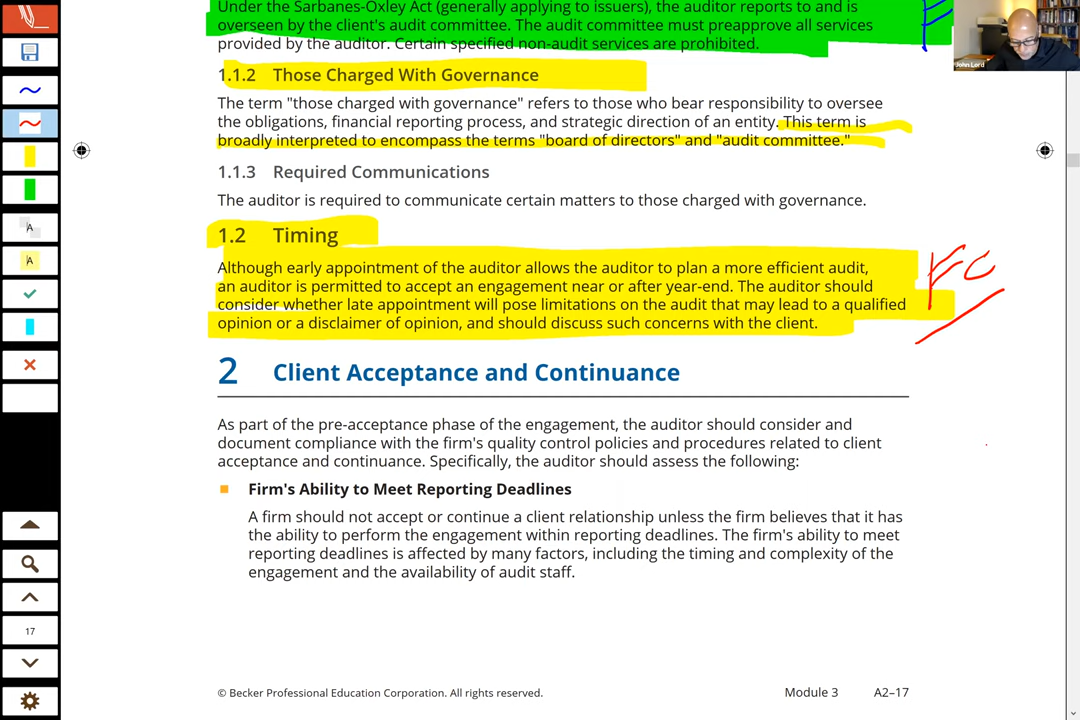 Under the Sarbanes-Oxley Act (generally applying to issuers), the auditor reports to and is
overseen by the client's audit committee. The audit committee must preapprove all services
provided by the auditor. Certain specified non-audit services are prohibited.
John Lord
1.1.2 Those Charged With Governance
The term "those charged with governance" refers to those who bear responsibility to oversee
the obligations, financial reporting process, and strategic direction of an entity. This term is
broadly interpreted to encompass the terms "board of directors" and "audit committee."
1.1.3 Required Communications
The auditor is required to communicate certain matters to those charged with governance.
1.2 Timing
Although early appointment of the auditor allows the auditor to plan a more efficient audit,
an auditor is permitted to accept an engagement near or after year-end. The auditor should
consider whether late appointment will pose limitations on the audit that may lead to a qualified
opinion or a disclaimer of opinion, and should discuss such concerns with the client.
FC
2 Client Acceptance and Continuance
As part of the pre-acceptance phase of the engagement, the auditor should consider and
document compliance with the firm's quality control policies and procedures related to client
acceptance and continuance. Specifically, the auditor should assess the following:
Firm's Ability to Meet Reporting Deadlines
A firm should not accept or continue a client relationship unless the firm believes that it has
the ability to perform the engagement within reporting deadlines. The firm's ability to meet
reporting deadlines is affected by many factors, including the timing and complexity of the
engagement and the availability of audit staff.
17
© Becker Professional Education Corporation. All rights reserved.
Module 3 A2–17